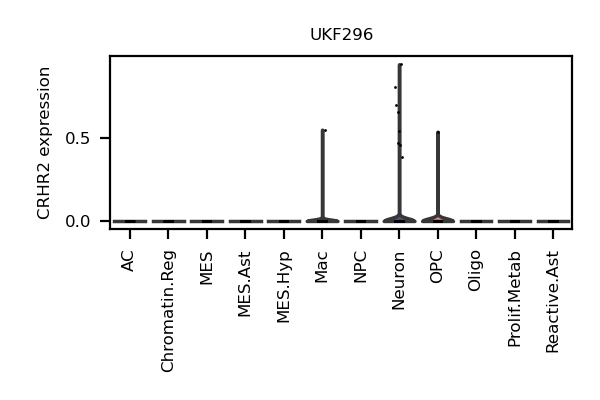 UKF296
CRHR2 expression
0.5
0.0
AC
Chromatin.Reg
MES
MES.Ast
MES.Hyp
Mac
NPC
Neuron
OPC
Oligo
Prolif.Metab
Reactive.Ast